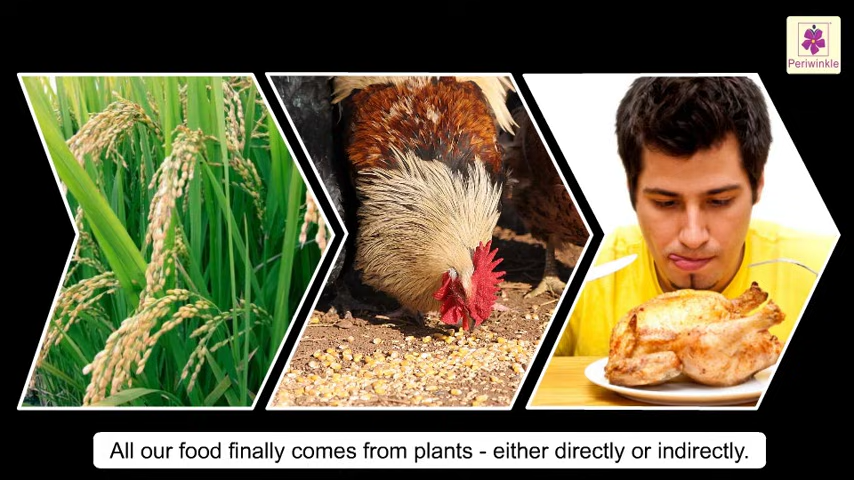 Periwinkle
All our food finally comes from plants - either directly or indirectly.